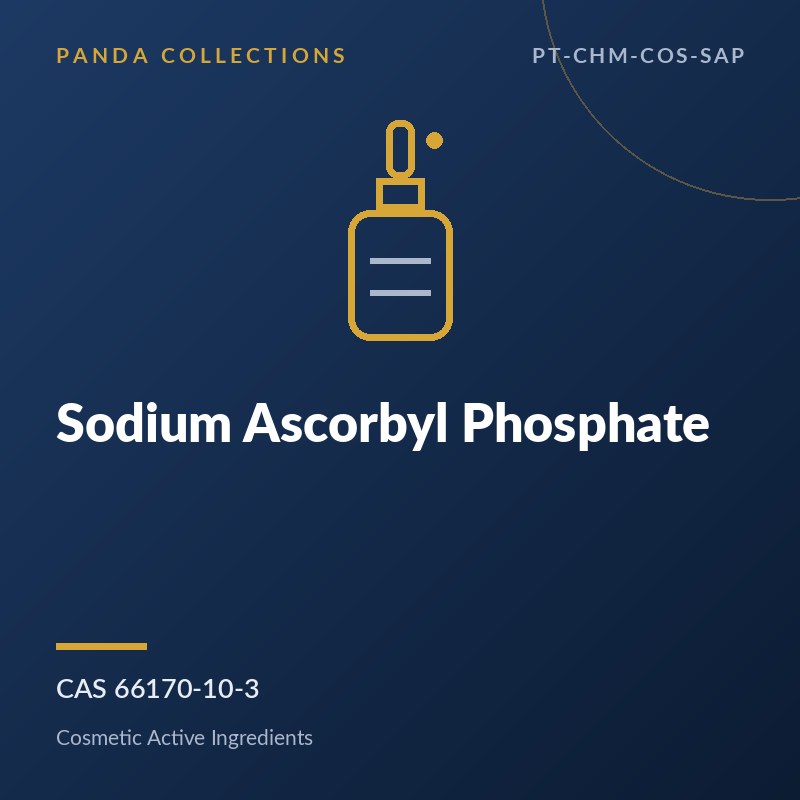 PANDA COLLECTIONS
PT-CHM-COS-SAP
Sodium Ascorbyl Phosphate
CAS 66170-10-3
Cosmetic Active Ingredients